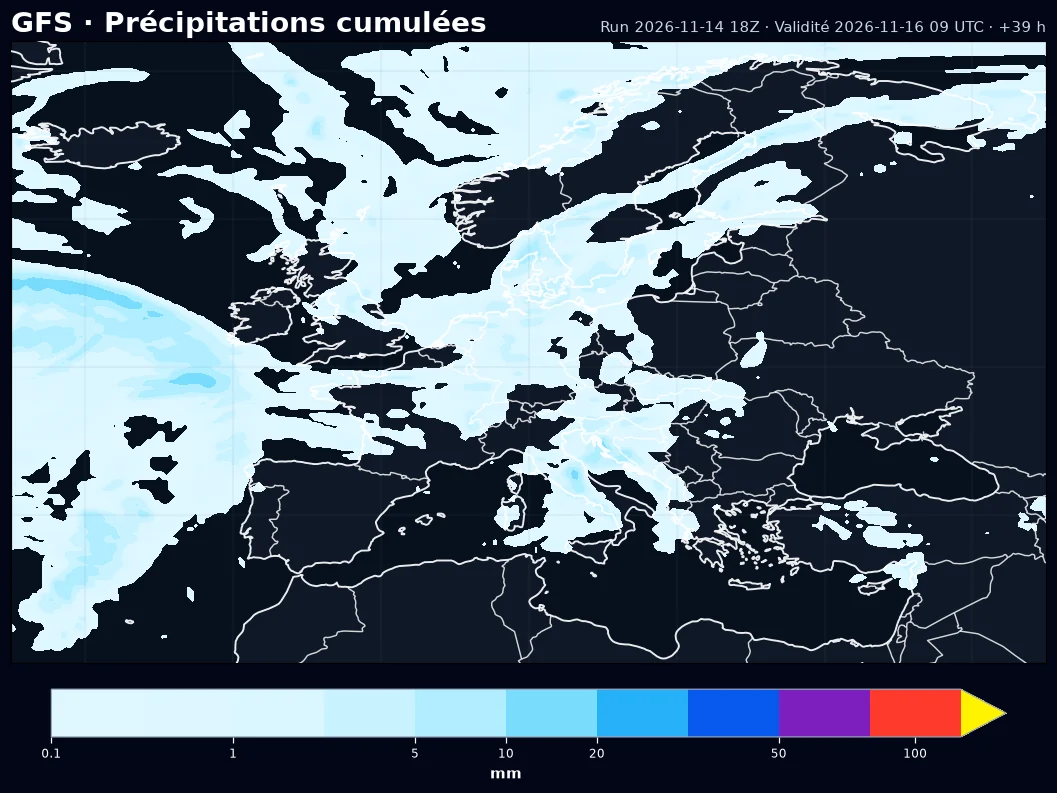 GFS · Précipitations cumulées
Run 2026-11-14 18Z · Validité 2026-11-16 09 UTC · +39 h
0.1 1 5 10 20 50 100
mm